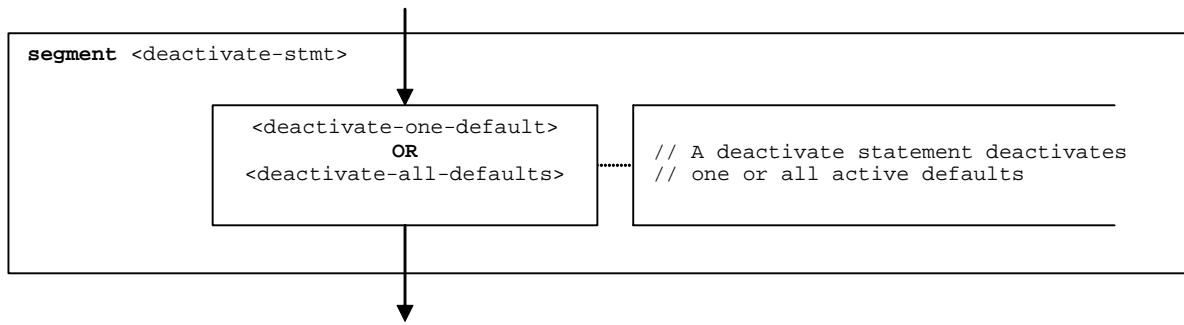 segment <deactivate-stmt>
<deactivate-one-default>
OR
<deactivate-all-defaults>
// A deactivate statement deactivates
// one or all active defaults